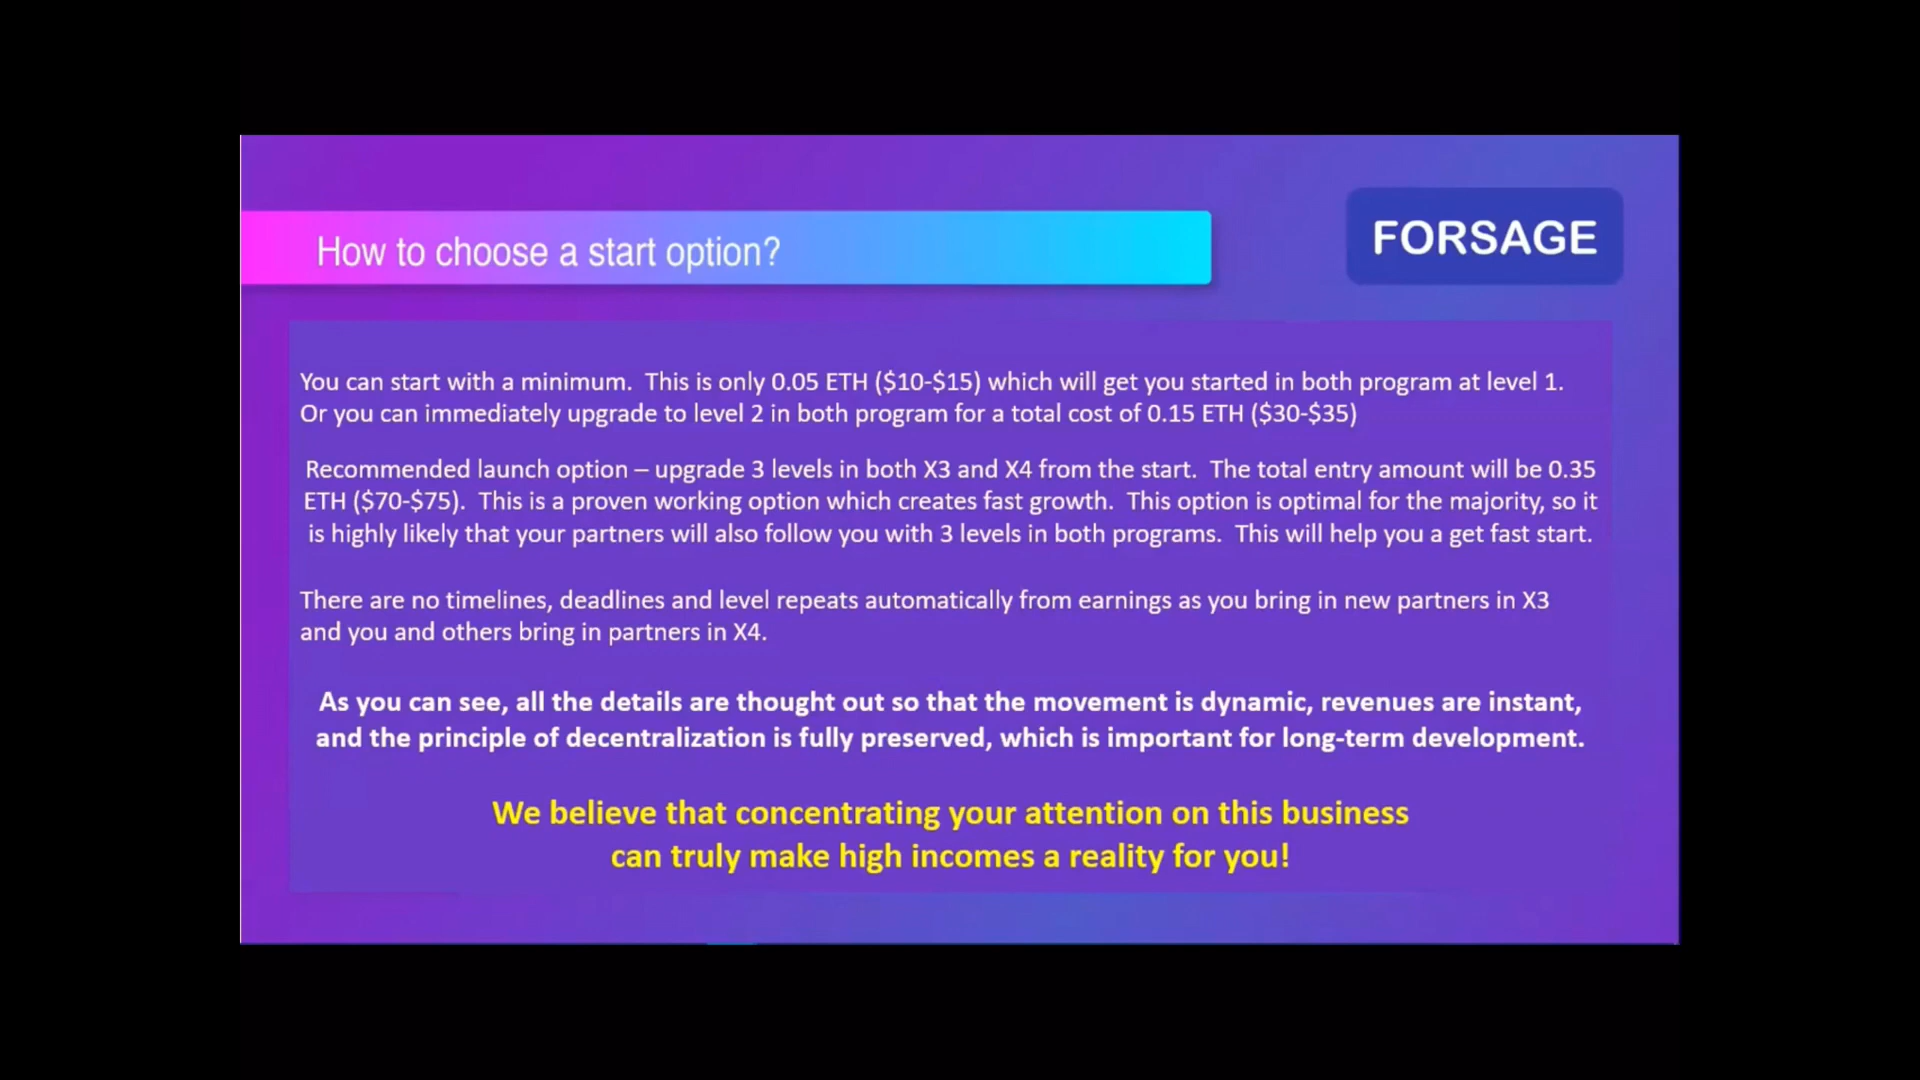 How to choose a start option?
FORSAGE
You can start with a minimum.  This is only 0.05 ETH ($10-$15) which will get you started in both program at level 1.
Or you can immediately upgrade to level 2 in both program for a total cost of 0.15 ETH ($30-$35)
Recommended launch option – upgrade 3 levels in both X3 and X4 from the start.  The total entry amount will be 0.35
ETH ($70-$75).  This is a proven working option which creates fast growth.  This option is optimal for the majority, so it
is highly likely that your partners will also follow you with 3 levels in both programs.  This will help you a get fast start.
There are no timelines, deadlines and level repeats automatically from earnings as you bring in new partners in X3
and you and others bring in partners in X4.
As you can see, all the details are thought out so that the movement is dynamic, revenues are instant,
and the principle of decentralization is fully preserved, which is important for long-term development.
We believe that concentrating your attention on this business
can truly make high incomes a reality for you!